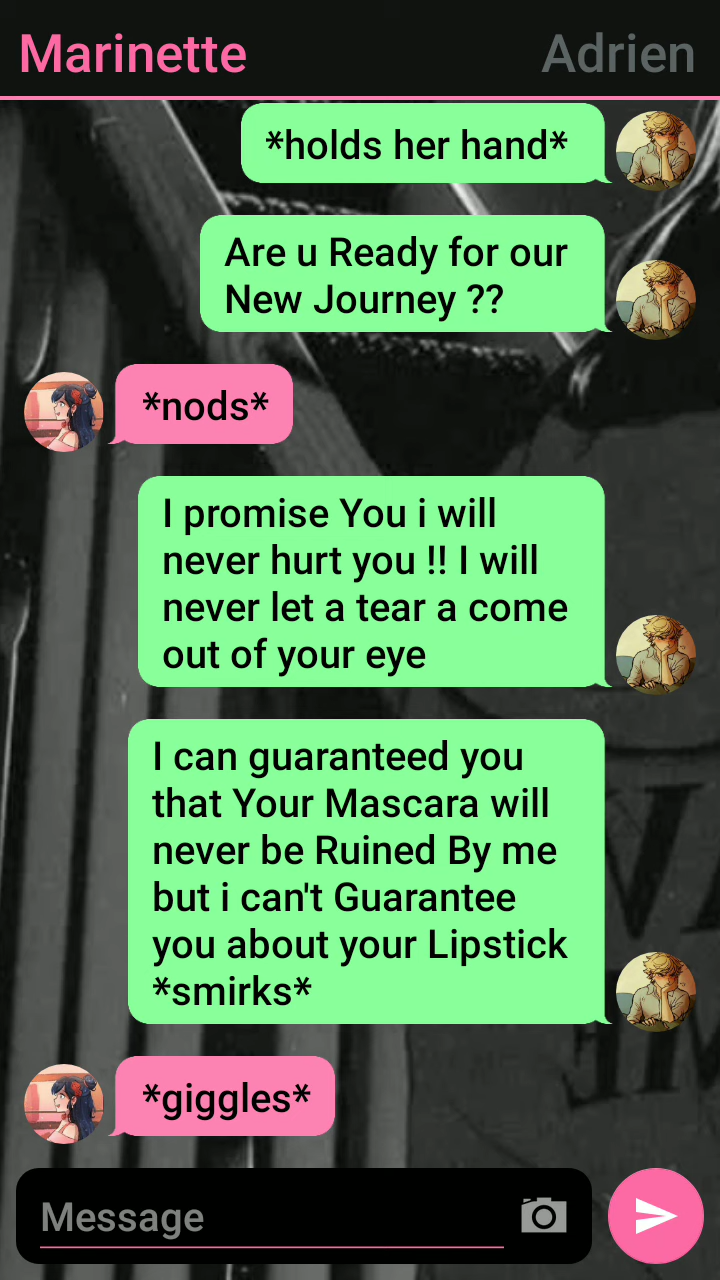 Marinette Adrien
*holds her hand*
Are u Ready for our
New Journey ??
*nods*
I promise You i will
never hurt you !! I will
never let a tear a come
out of your eye
I can guaranteed you
that Your Mascara will
never be Ruined By me
but i can't Guarantee
you about your Lipstick
*smirks*
*giggles*
Message